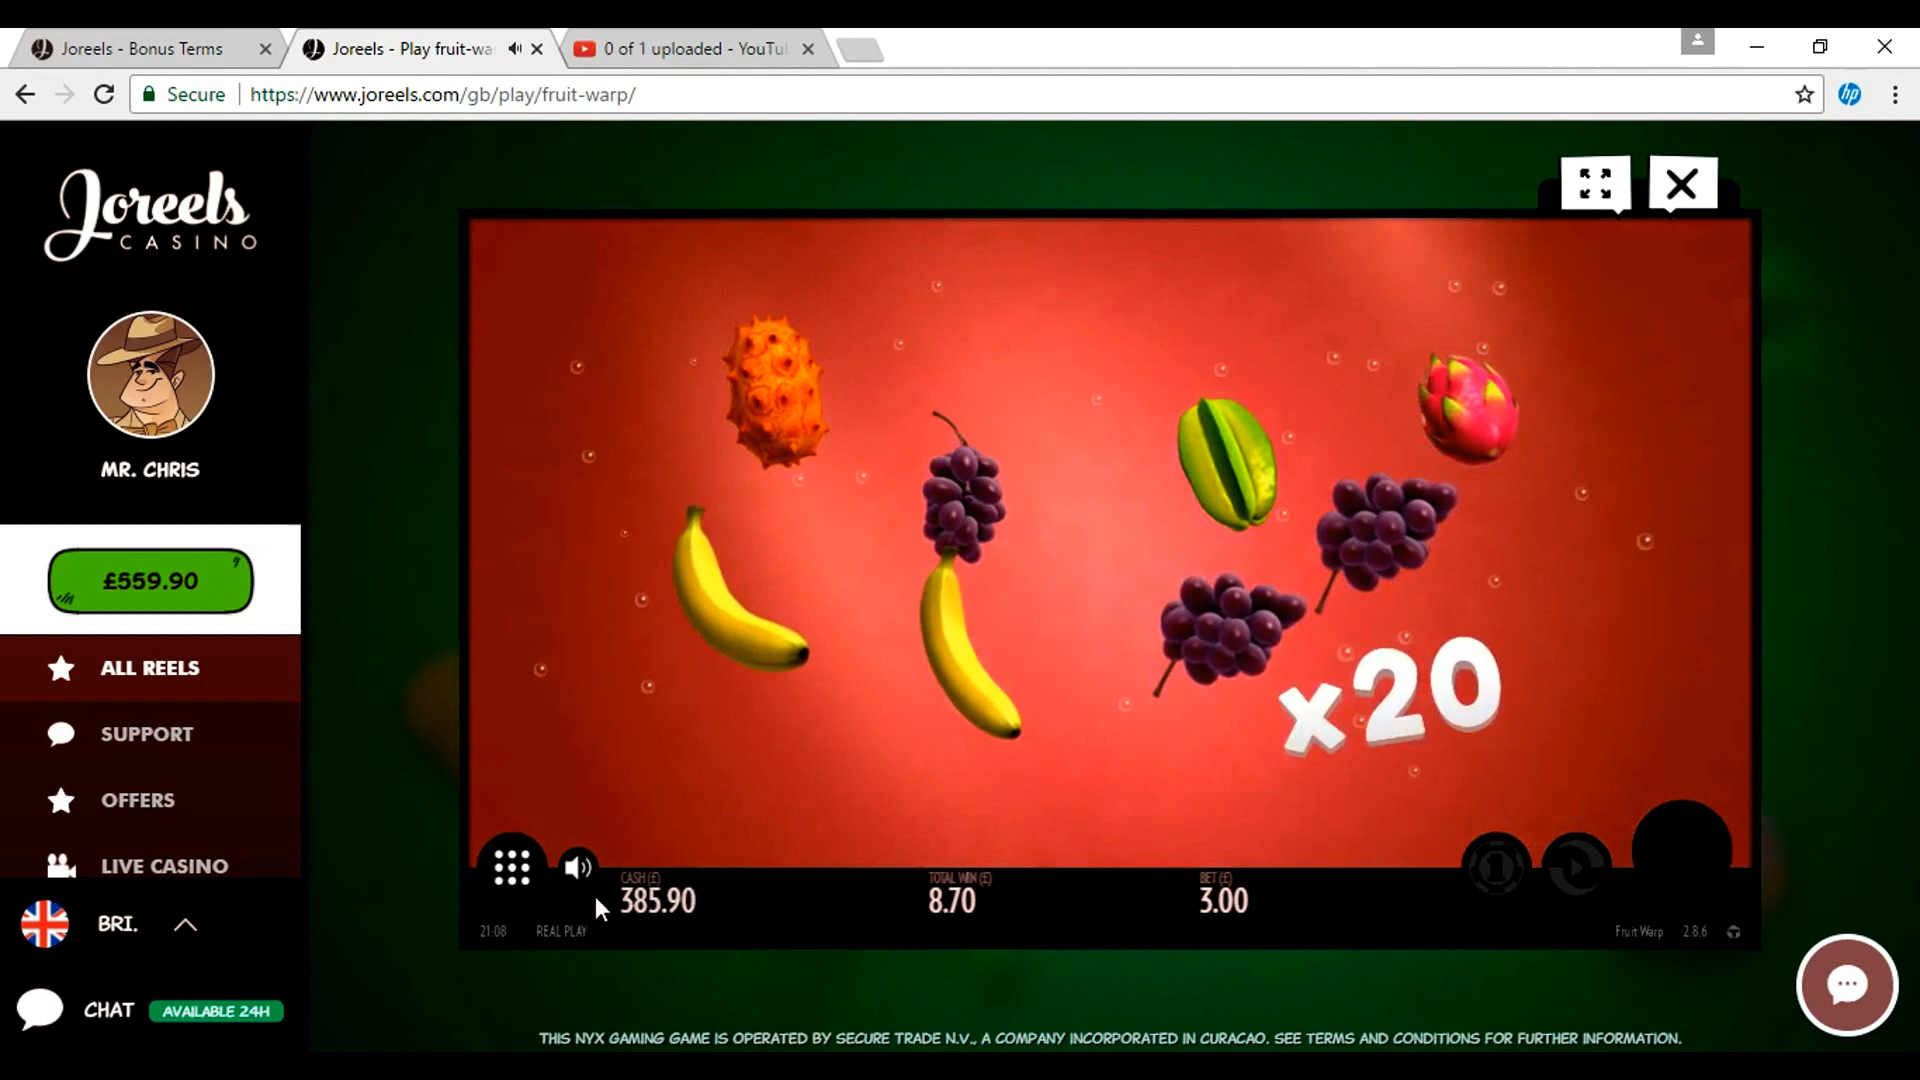 Joreels - Bonus Terms
Joreels - Play fruit-wa
0 of 1 uploaded - YouTu
Secure
https://www.joreels.com/gb/play/fruit-warp/
hp
Joreels
CASINO
MR. CHRIS
£559.90
ALL REELS
SUPPORT
OFFERS
LIVE CASINO
BRI.
CHAT
AVAILABLE 24H
x20
1
CASH (£)
385.90
TOTAL WIN (£)
8.70
BET (£)
3.00
21:08
REAL PLAY
Fruit Warp
2.8.6
THIS NYX GAMING GAME IS OPERATED BY SECURE TRADE N.V., A COMPANY INCORPORATED IN CURACAO. SEE TERMS AND CONDITIONS FOR FURTHER INFORMATION.